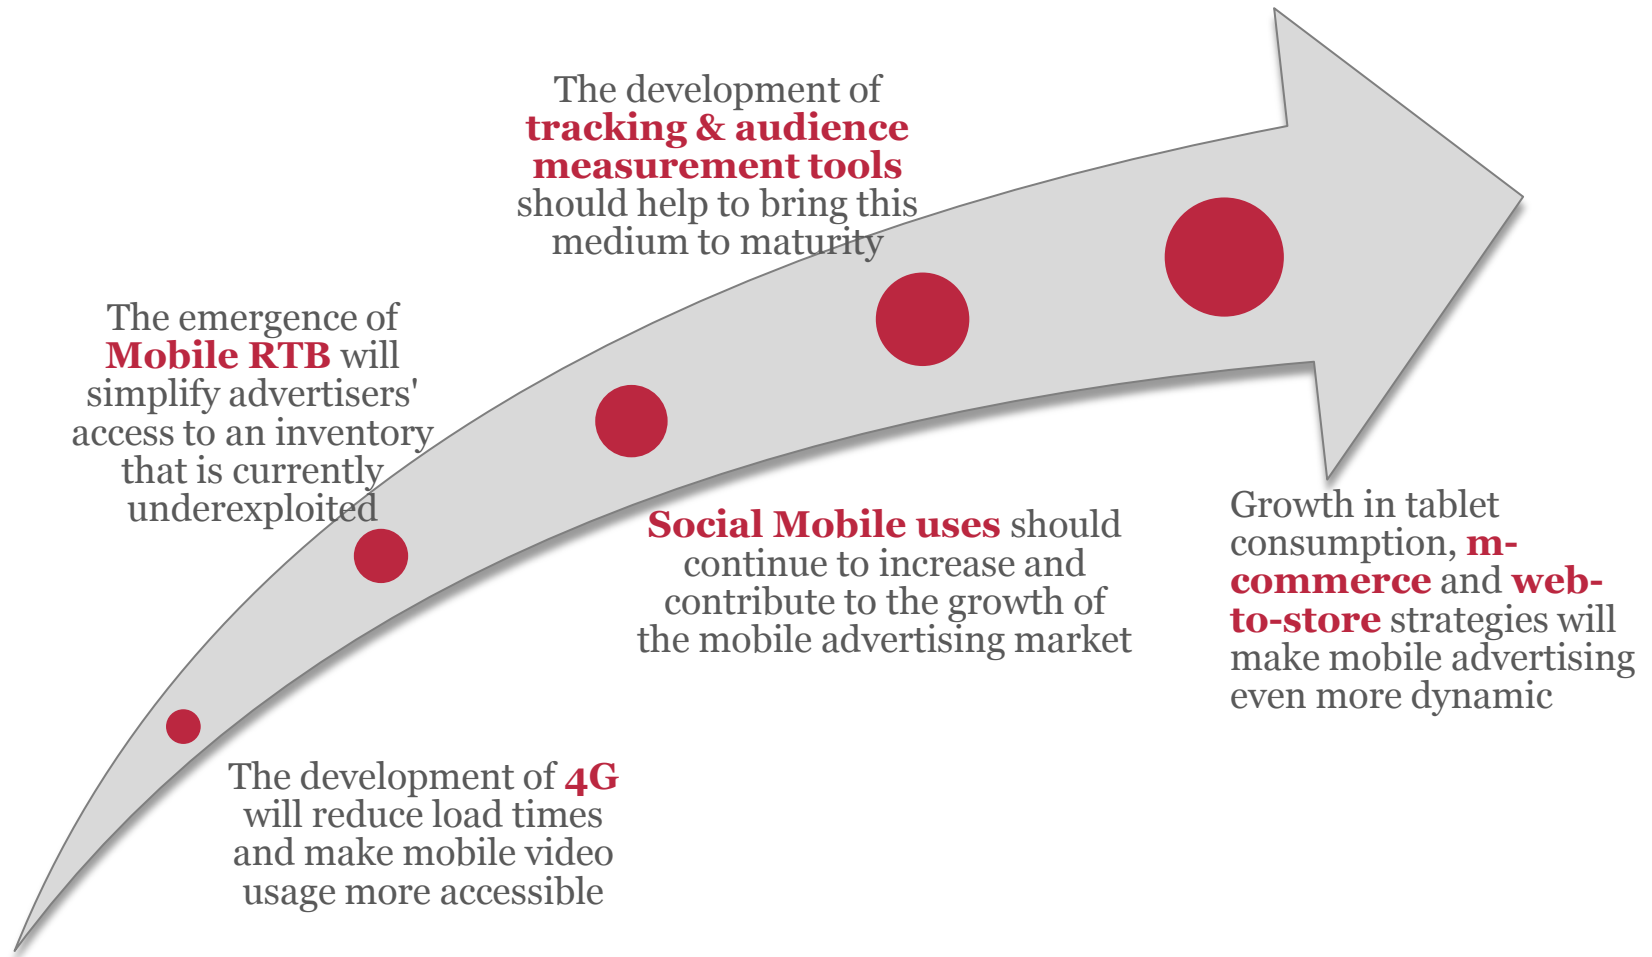 The development of
tracking & audience
measurement tools
should help to bring this
medium to maturity
The emergence of
Mobile RTB will
simplify advertisers'
access to an inventory
that is currently
underexploited
Social Mobile uses should
continue to increase and
contribute to the growth of
the mobile advertising market
Growth in tablet
consumption, m-
commerce and web-
to-store strategies will
make mobile advertising
even more dynamic
The development of 4G
will reduce load times
and make mobile video
usage more accessible